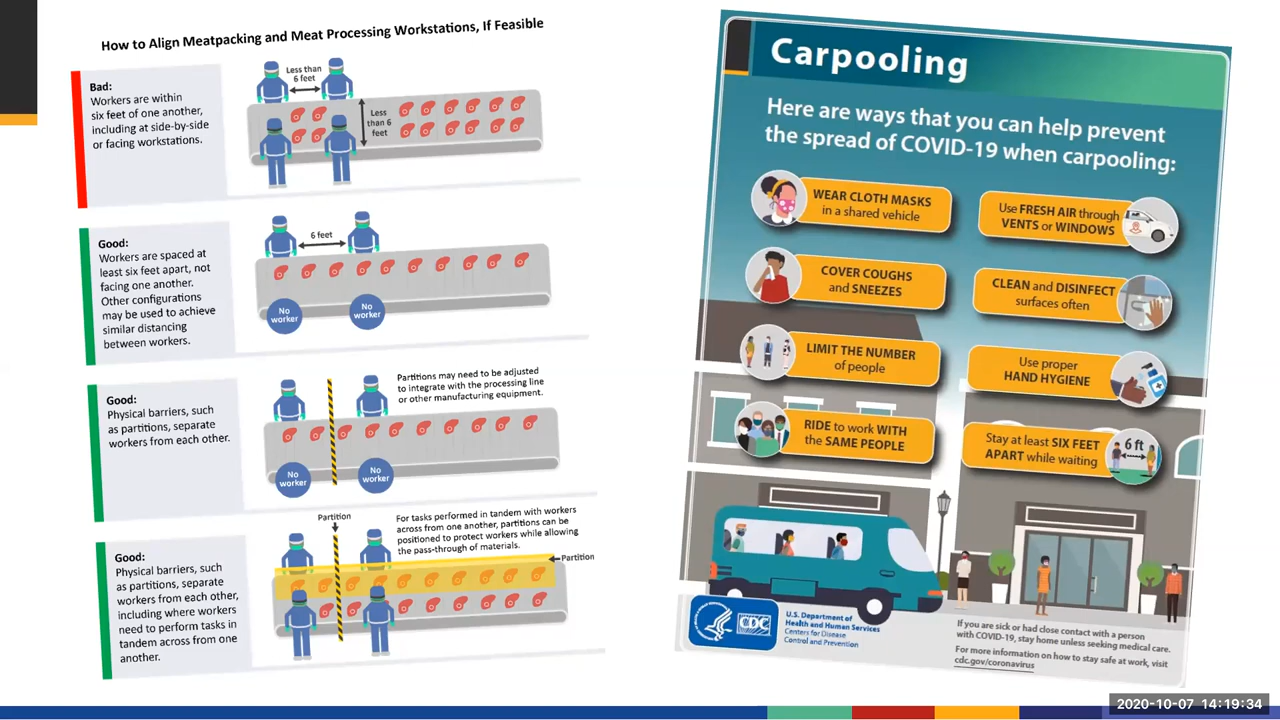 How to Align Meatpacking and Meat Processing Workstations, If Feasible
Bad:
Workers are within
six feet of one another,
including at side-by-side
or facing workstations.
Less than
6 feet
Less
than 6
feet
Good:
Workers are spaced at
least six feet apart, not
facing one another.
Other configurations
may be used to achieve
similar distancing
between workers.
6 feet
No
worker
No
worker
Good:
Physical barriers, such
as partitions, separate
workers from each other.
Partitions may need to be adjusted
to integrate with the processing line
or other manufacturing equipment.
No
worker
No
worker
Good:
Physical barriers, such
as partitions, separate
workers from each other,
including where workers
need to perform tasks in
tandem across from one
another.
Partition
For tasks performed in tandem with workers
across from one another, partitions can be
positioned to protect workers while allowing
the pass-through of materials.
Partition
Carpooling
Here are ways that you can help prevent
the spread of COVID-19 when carpooling:
WEAR CLOTH MASKS
in a shared vehicle
Use FRESH AIR through
VENTS or WINDOWS
COVER COUGHS
and SNEEZES
CLEAN and DISINFECT
surfaces often
LIMIT THE NUMBER
of people
Use proper
HAND HYGIENE
RIDE to work WITH
the SAME PEOPLE
Stay at least SIX FEET
APART while waiting
6 ft
CDC
U.S. Department of
Health and Human Services
Centers for Disease
Control and Prevention
If you are sick or had close contact with a person
with COVID-19, stay home unless seeking medical care.
For more information on how to stay safe at work, visit
cdc.gov/coronavirus
2020-10-07 14:19:34